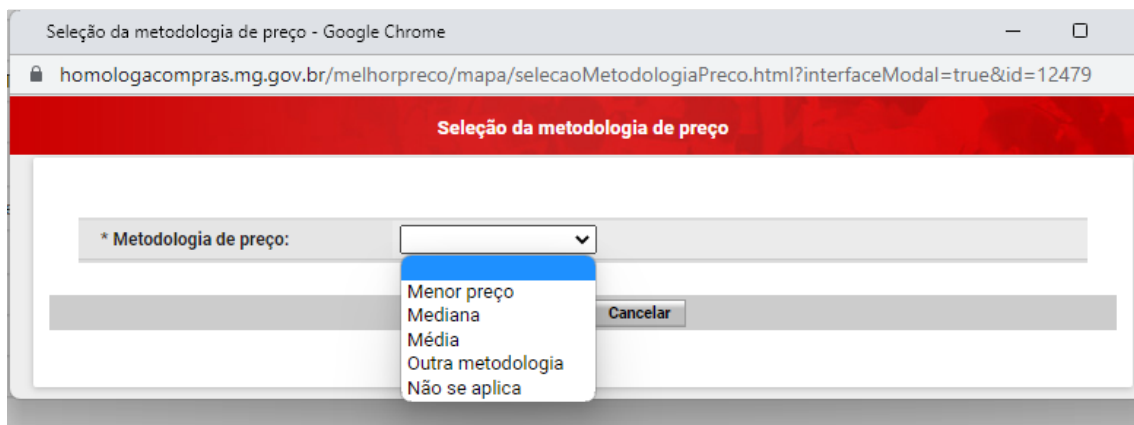 Seleção da metodologia de preço - Google Chrome
homologacompras.mg.gov.br/melhorpreco/mapa/selecaoMetodologiaPreco.html?interfaceModal=true&id=12479
Seleção da metodologia de preço
* Metodologia de preço:
Menor preço
Mediana
Cancelar
Média
Outra metodologia
Não se aplica